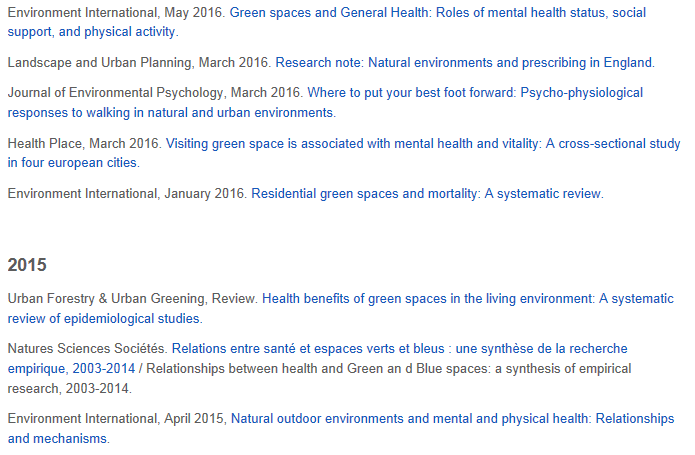 Environment International, May 2016. Green spaces and General Health: Roles of mental health status, social
support, and physical activity.
Landscape and Urban Planning, March 2016. Research note: Natural environments and prescribing in England.
Journal of Environmental Psychology, March 2016. Where to put your best foot forward: Psycho-physiological
responses to walking in natural and urban environments.
Health Place, March 2016. Visiting green space is associated with mental health and vitality: A cross-sectional study
in four european cities.
Environment International, January 2016. Residential green spaces and mortality: A systematic review.
2015
Urban Forestry & Urban Greening, Review. Health benefits of green spaces in the living environment: A systematic
review of epidemiological studies.
Natures Sciences Sociétés. Relations entre santé et espaces verts et bleus : une synthèse de la recherche
empirique, 2003-2014 / Relationships between health and Green an d Blue spaces: a synthesis of empirical
research, 2003-2014.
Environment International, April 2015, Natural outdoor environments and mental and physical health: Relationships
and mechanisms.